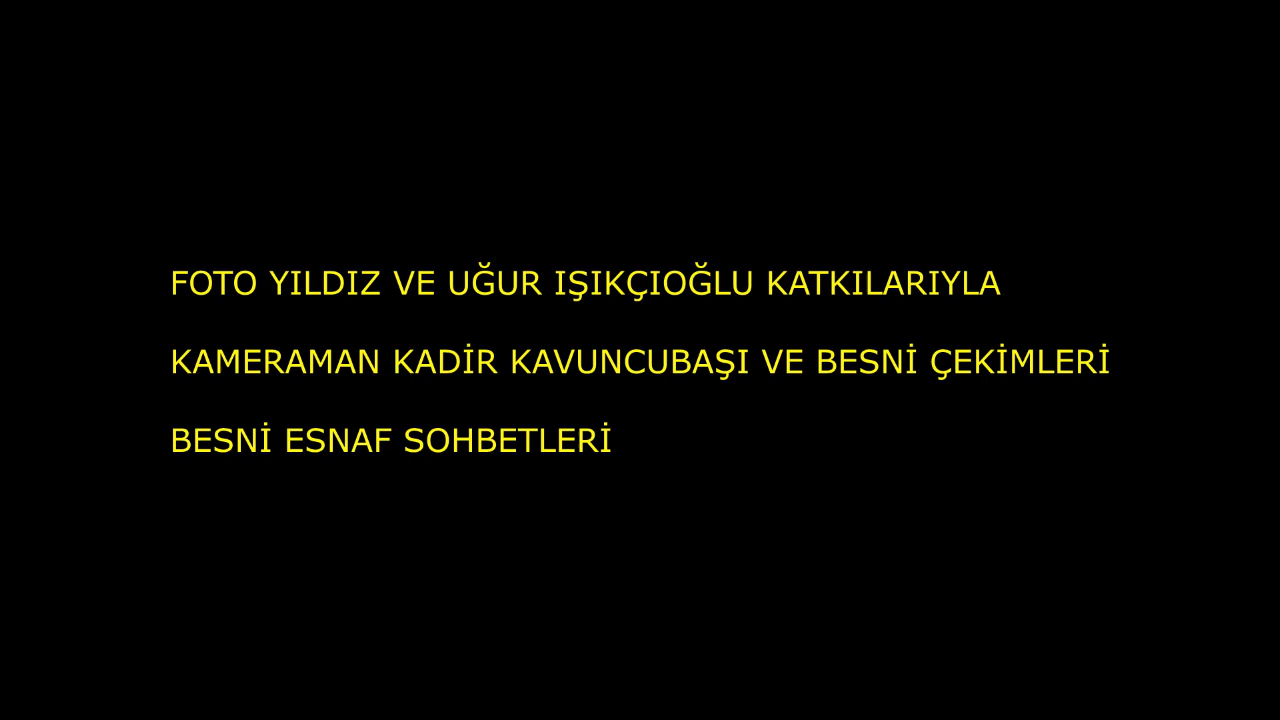 FOTO YILDIZ VE UĞUR IŞIKÇIOĞLU KATKILARIYLA
KAMERAMAN KADİR KAVUNCUBAŞI VE BESNİ ÇEKİMLERİ
BESNİ ESNAF SOHBETLERİ